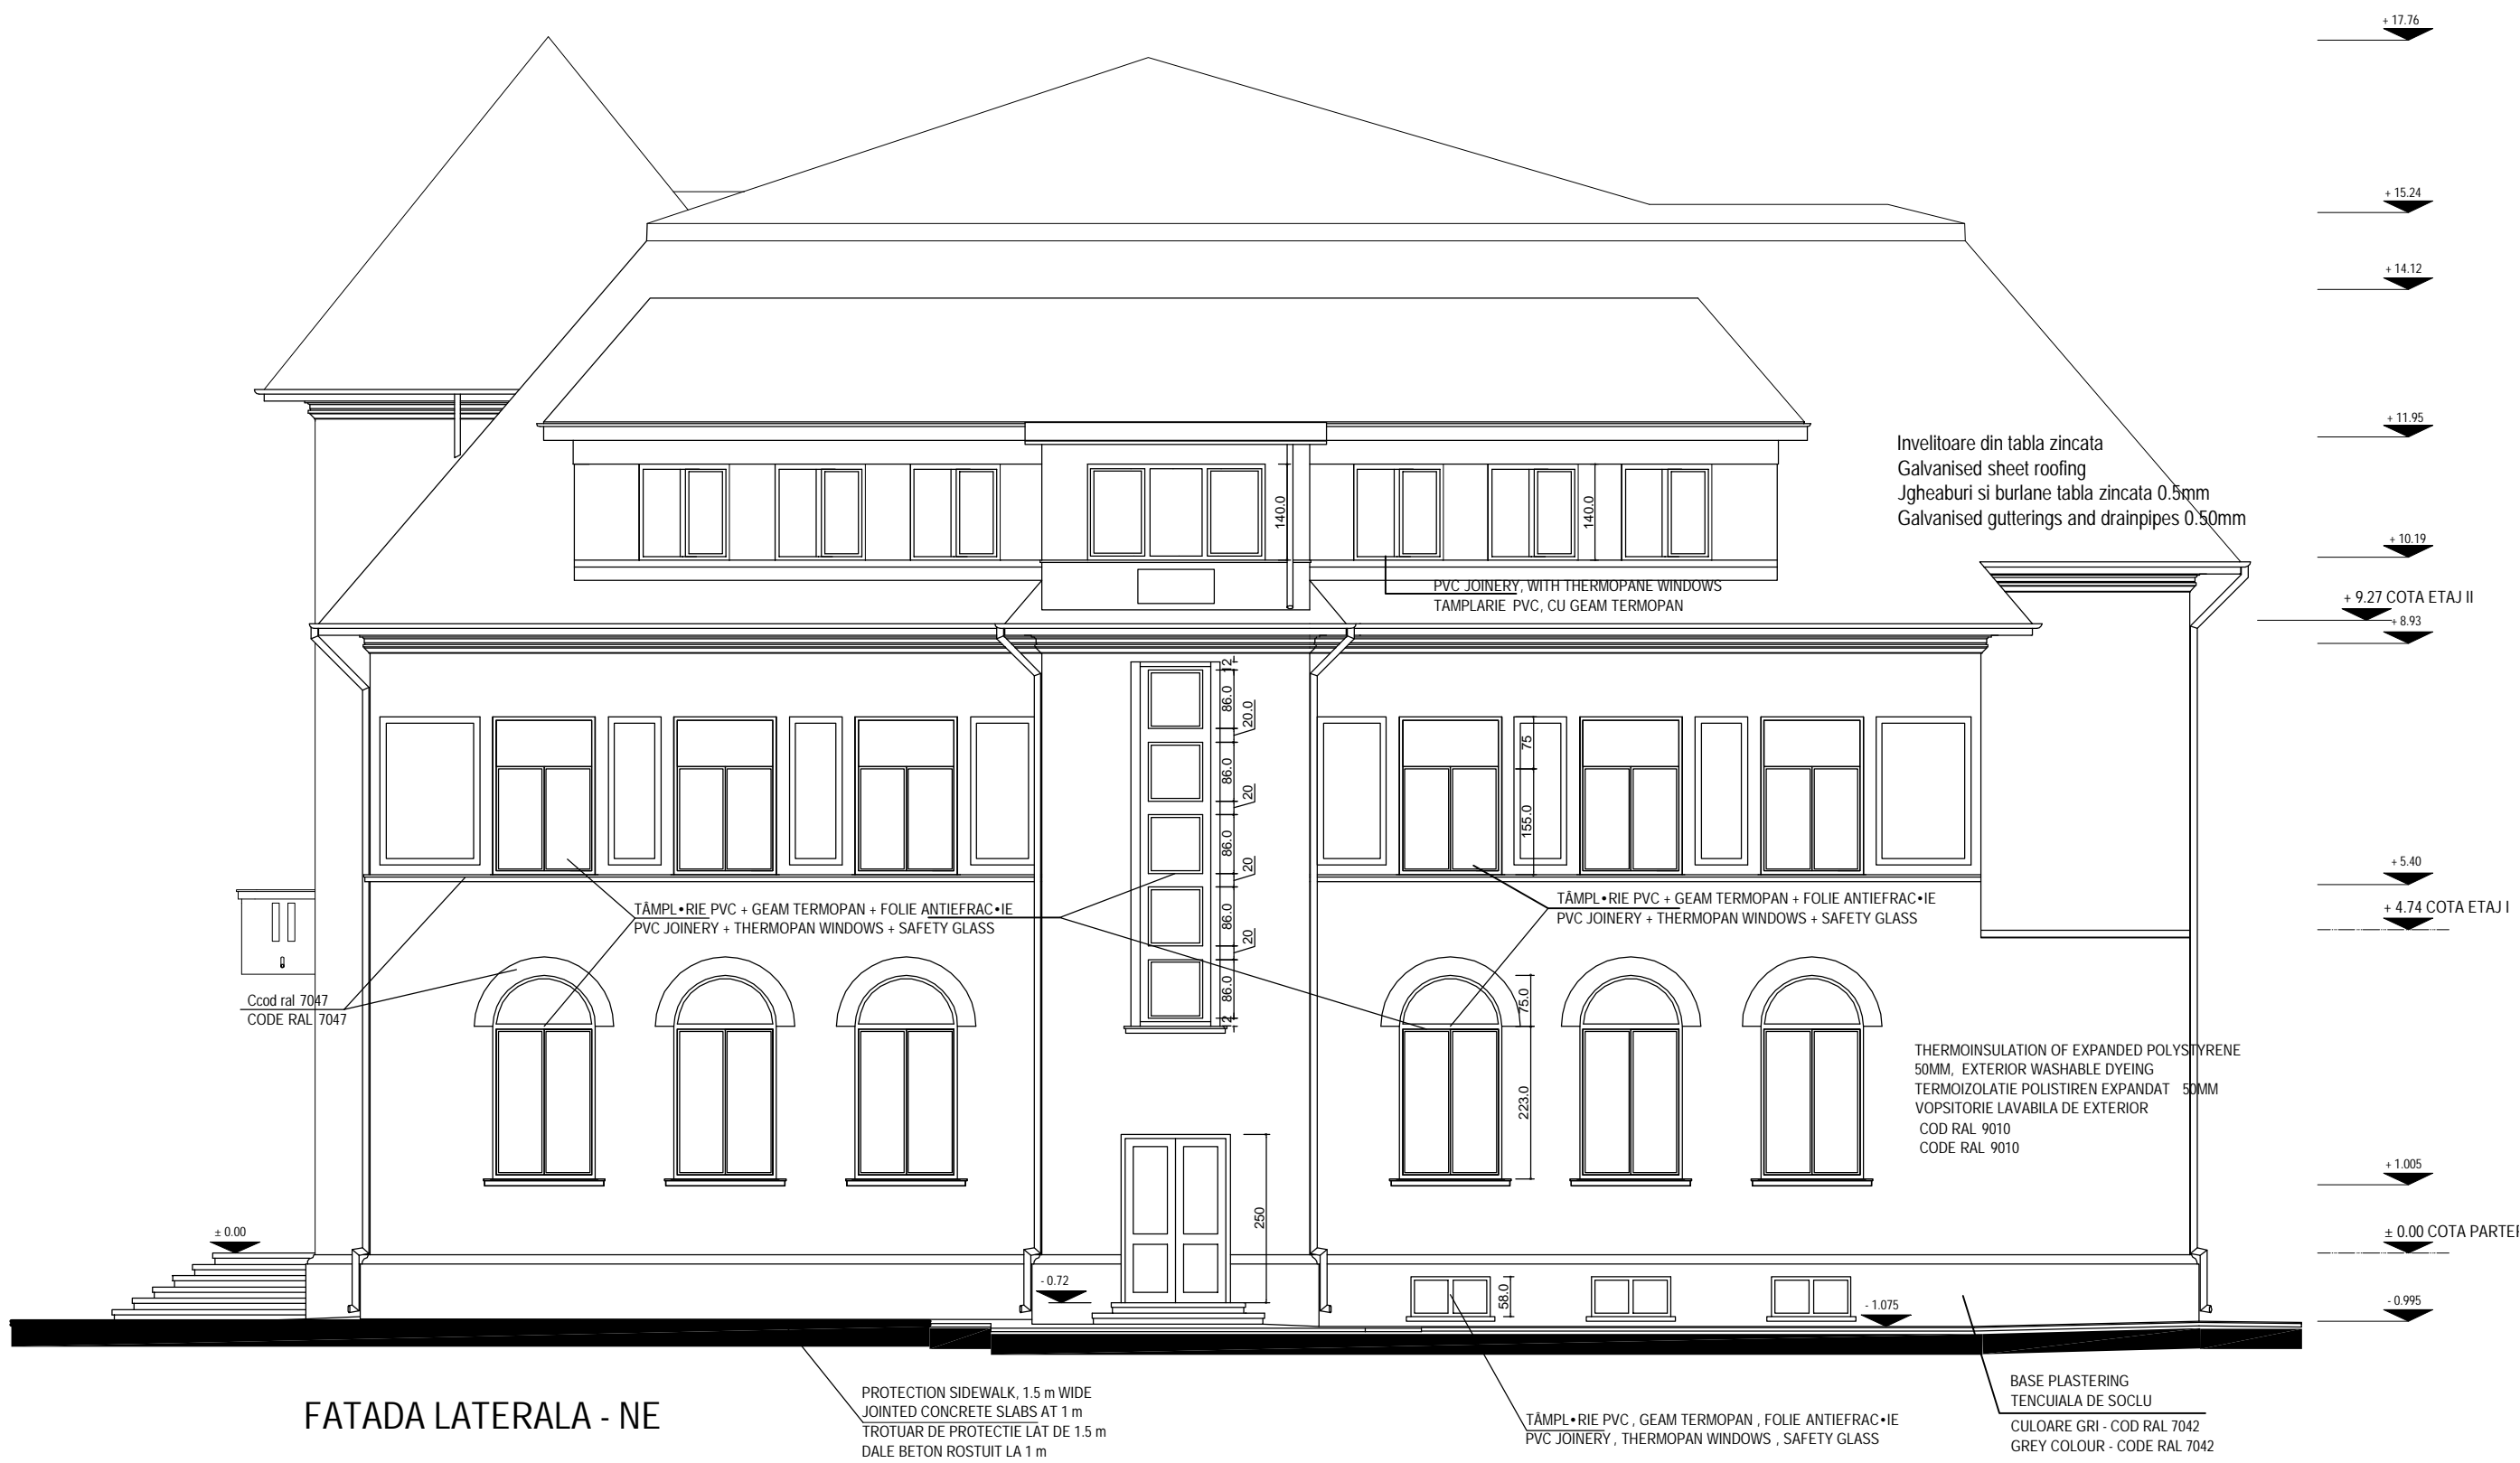 + 17.76
+ 15.24
+ 14.12
+ 11.95
Invelitoare din tabla zincata
Galvanised sheet roofing
Jgheaburi si burlane tabla zincata 0.5mm
Galvanised gutterings and drainpipes 0.50mm
140.0
140.0
+ 10.19
PVC JOINERY, WITH THERMOPANE WINDOWS
TAMPLARIE PVC, CU GEAM TERMOPAN
+ 9.27 COTA ETAJ II
+ 8.93
12
86.0
20.0
86.0
20
86.0
20
86.0
20
86.0
12
75
155.0
+ 5.40
TÂMPL•RIE PVC + GEAM TERMOPAN + FOLIE ANTIEFRAC•IE
PVC JOINERY + THERMOPAN WINDOWS + SAFETY GLASS
TÂMPL•RIE PVC + GEAM TERMOPAN + FOLIE ANTIEFRAC•IE
PVC JOINERY + THERMOPAN WINDOWS + SAFETY GLASS
+ 4.74 COTA ETAJ I
Ccod ral 7047
CODE RAL 7047
75.0
223.0
THERMOINSULATION OF EXPANDED POLYSTYRENE
50MM, EXTERIOR WASHABLE DYEING
TERMOIZOLATIE POLISTIREN EXPANDAT 50MM
VOPSITORIE LAVABILA DE EXTERIOR
COD RAL 9010
CODE RAL 9010
+ 1.005
250
± 0.00
± 0.00 COTA PARTER
- 0.72
58.0
- 1.075
- 0.995
FATADA LATERALA - NE
PROTECTION SIDEWALK, 1.5 m WIDE
JOINTED CONCRETE SLABS AT 1 m
TROTUAR DE PROTECTIE LAT DE 1.5 m
DALE BETON ROSTUIT LA 1 m
TÂMPL•RIE PVC , GEAM TERMOPAN , FOLIE ANTIEFRAC•IE
PVC JOINERY , THERMOPAN WINDOWS , SAFETY GLASS
BASE PLASTERING
TENCUIALA DE SOCLU
CULOARE GRI - COD RAL 7042
GREY COLOUR - CODE RAL 7042